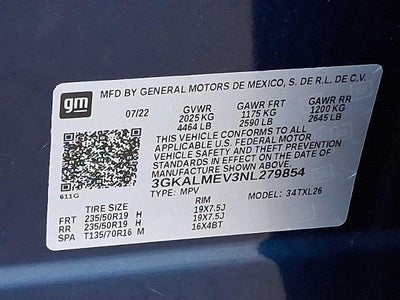 gm
MFD BY GENERAL MOTORS DE MEXICO, S. DE R.L. DE C.V.
07/22 GVWR GAWR FRT GAWR RR
2025 KG 1175 KG 1200 KG
4464 LB 2590 LB 2645 LB
THIS VEHICLE CONFORMS TO ALL
APPLICABLE U.S. FEDERAL MOTOR
VEHICLE SAFETY AND THEFT PREVENTION
STANDARDS IN EFFECT ON THE DATE OF
MANUFACTURE SHOWN ABOVE.
3GKALMEV3NL279854
611G TYPE: MPV MODEL: 34TXL26
TIRE SIZE RIM
FRT 235/50R19 H 19X7.5J
RR 235/50R19 H 19X7.5J
SPA T135/70R16 M 16X4BT